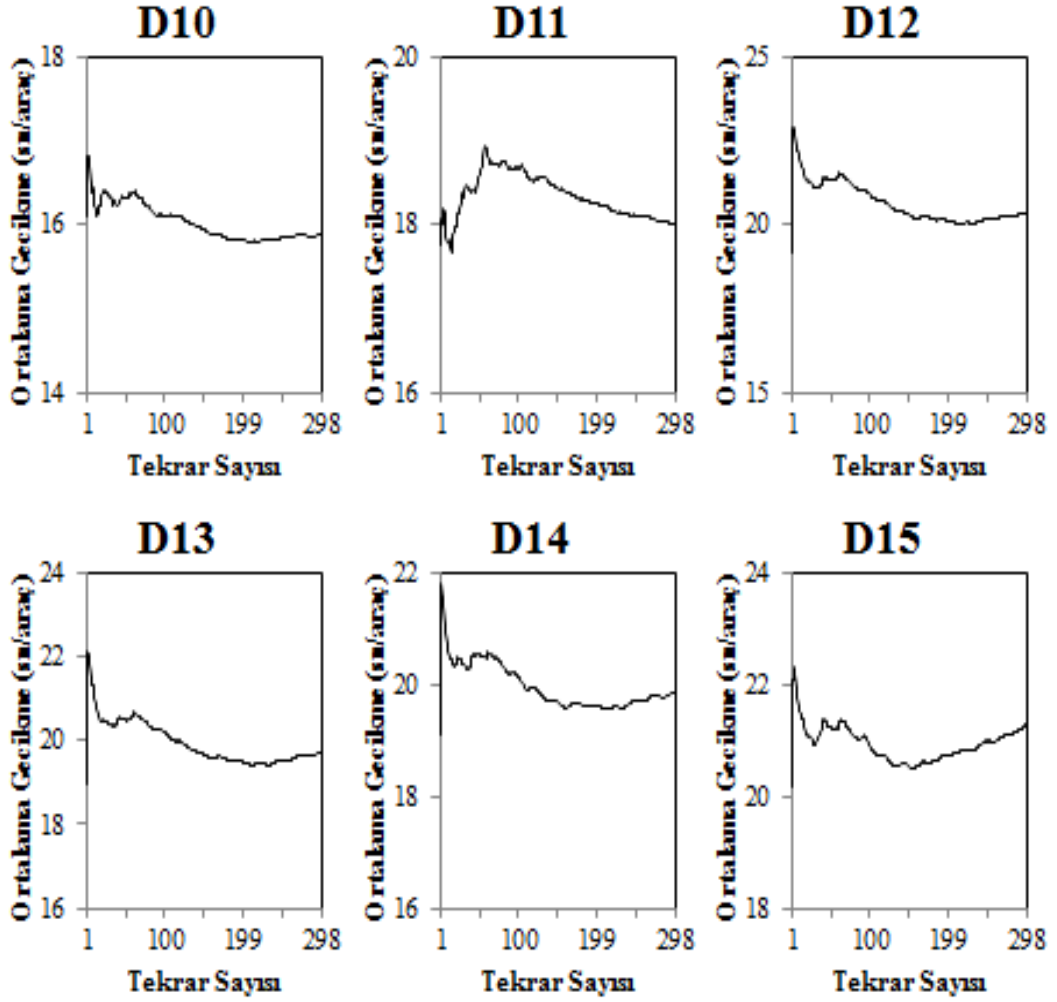 D10
D11
D12
Ortalama Gecikme (sn/araç)
18
16
14
1 100 199 298
Tekrar Sayısı
Ortalama Gecikme (sn/araç)
20
18
16
1 100 199 298
Tekrar Sayısı
Ortalama Gecikme (sn/araç)
25
20
15
1 100 199 298
Tekrar Sayısı
D13
D14
D15
Ortalama Gecikme (sn/araç)
24
22
20
18
16
1 100 199 298
Tekrar Sayısı
Ortalama Gecikme (sn/araç)
22
20
18
16
1 100 199 298
Tekrar Sayısı
Ortalama Gecikme (sn/araç)
24
22
20
18
1 100 199 298
Tekrar Sayısı